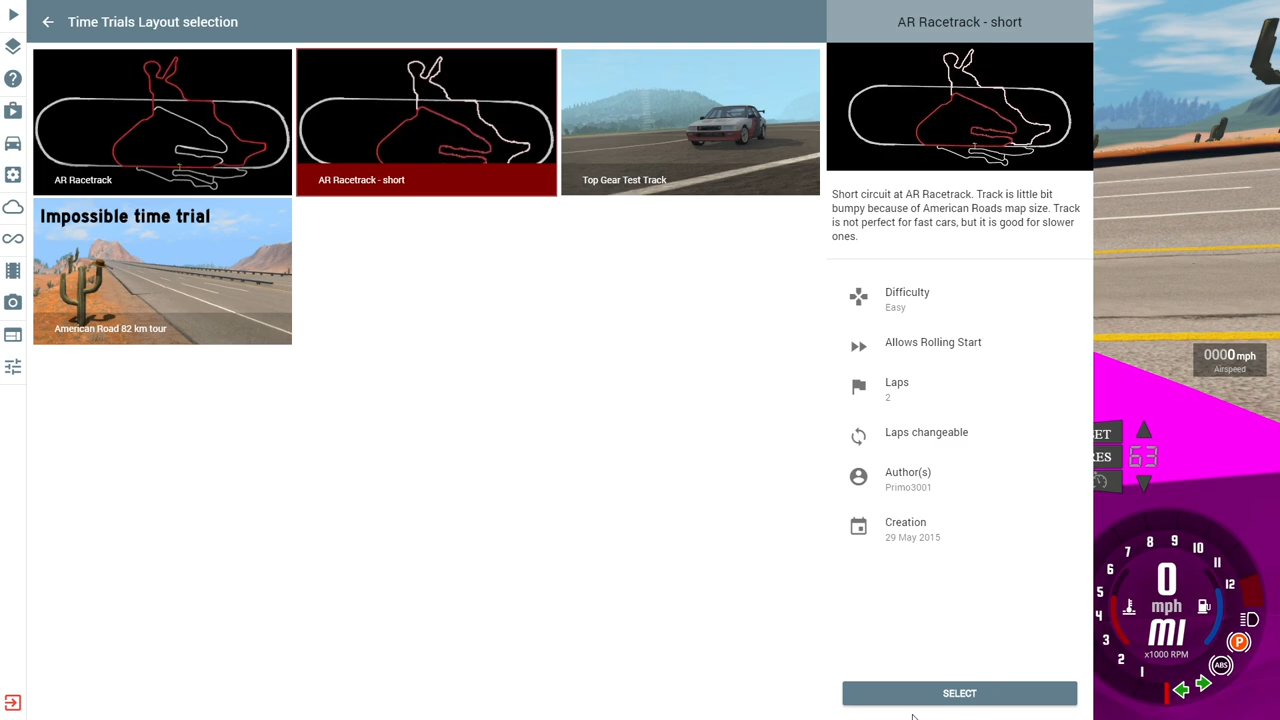 Time Trials Layout selection
AR Racetrack
AR Racetrack - short
Top Gear Test Track
Impossible time trial
American Road 82 km tour
AR Racetrack - short
Short circuit at AR Racetrack. Track is little bit
bumpy because of American Roads map size. Track
is not perfect for fast cars, but it is good for slower
ones.
Difficulty
Easy
Allows Rolling Start
Laps
2
Laps changeable
Author(s)
Primo3001
Creation
29 May 2015
SELECT
0000 mph
Airspeed
ET
RES
63
1 2 3 4 5 6 7 8 9 10 11 12
0
mph
MI
x1000 RPM
P
ABS